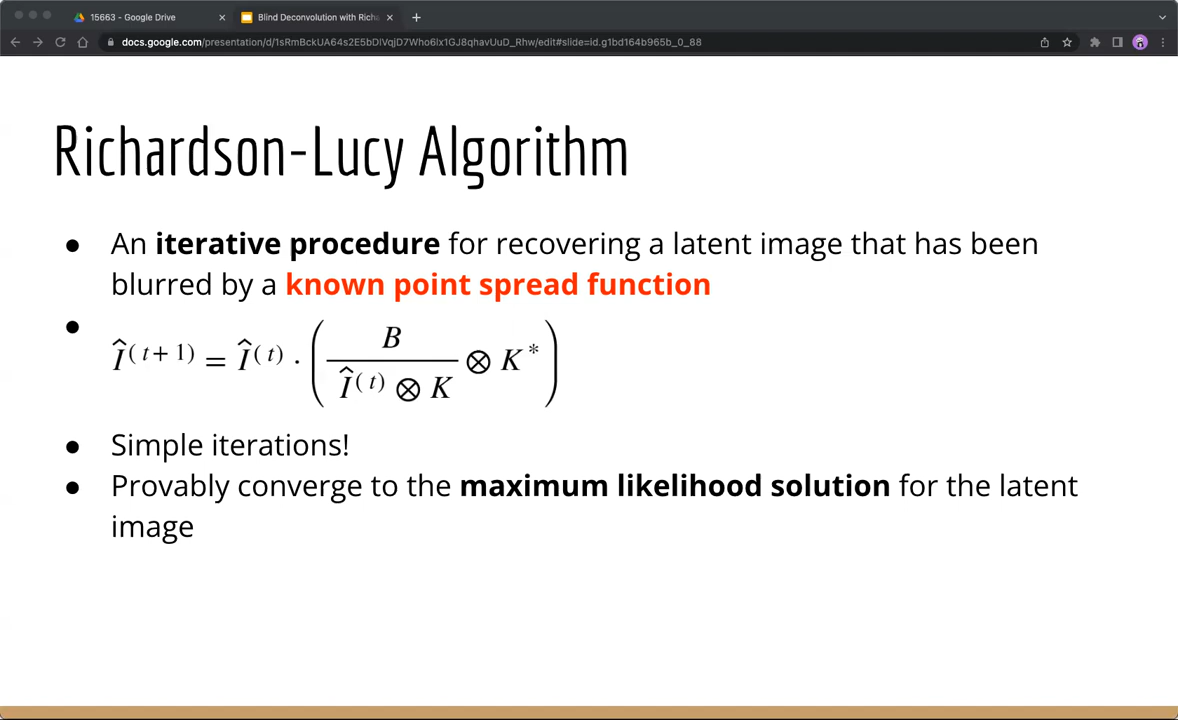 15663 - Google Drive
Blind Deconvolution with Rich
docs.google.com/presentation/d/1sRmBckUA64s2E5bDlVqjD7Who6lx1GJ8qhavUuD_Rhw/edit#slide=id.g1bd164b965b_0_88
Richardson-Lucy Algorithm
● An iterative procedure for recovering a latent image that has been
blurred by a known point spread function
● Î^(t+1) = Î^(t) · ( B / (Î^(t) ⊗ K) ⊗ K* )
● Simple iterations!
● Provably converge to the maximum likelihood solution for the latent
image